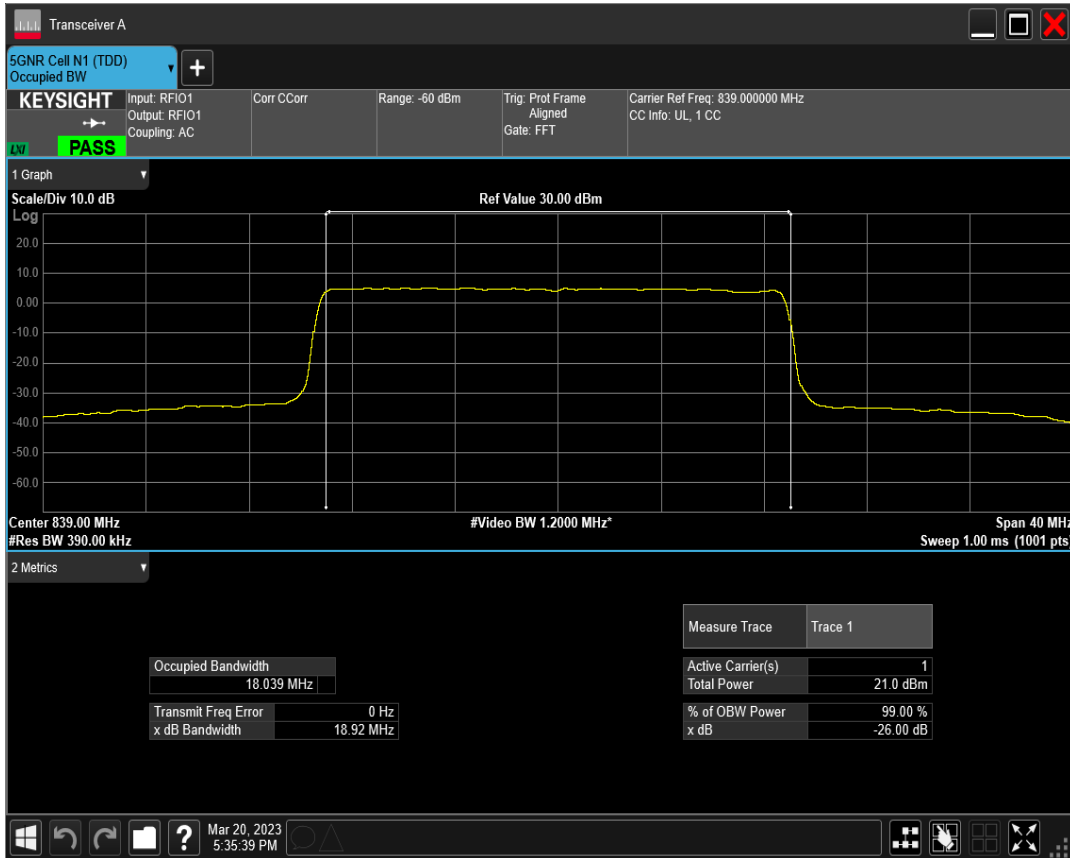 Transceiver A
5GNR Cell N1 (TDD)
Occupied BW
+
KEYSIGHT
LXI
PASS
Input: RFIO1
Output: RFIO1
Coupling: AC
Corr CCorr
Range: -60 dBm
Trig: Prot Frame
Aligned
Gate: FFT
Carrier Ref Freq: 839.000000 MHz
CC Info: UL, 1 CC
1 Graph
Scale/Div 10.0 dB
Ref Value 30.00 dBm
Log
20.0
10.0
0.00
-10.0
-20.0
-30.0
-40.0
-50.0
-60.0
Center 839.00 MHz
#Video BW 1.2000 MHz*
Span 40 MHz
#Res BW 390.00 kHz
Sweep 1.00 ms (1001 pts)
2 Metrics
Measure Trace Trace 1
Occupied Bandwidth
18.039 MHz
Active Carrier(s) 1
Total Power 21.0 dBm
Transmit Freq Error 0 Hz
x dB Bandwidth 18.92 MHz
% of OBW Power 99.00 %
x dB -26.00 dB
?
Mar 20, 2023
5:35:39 PM